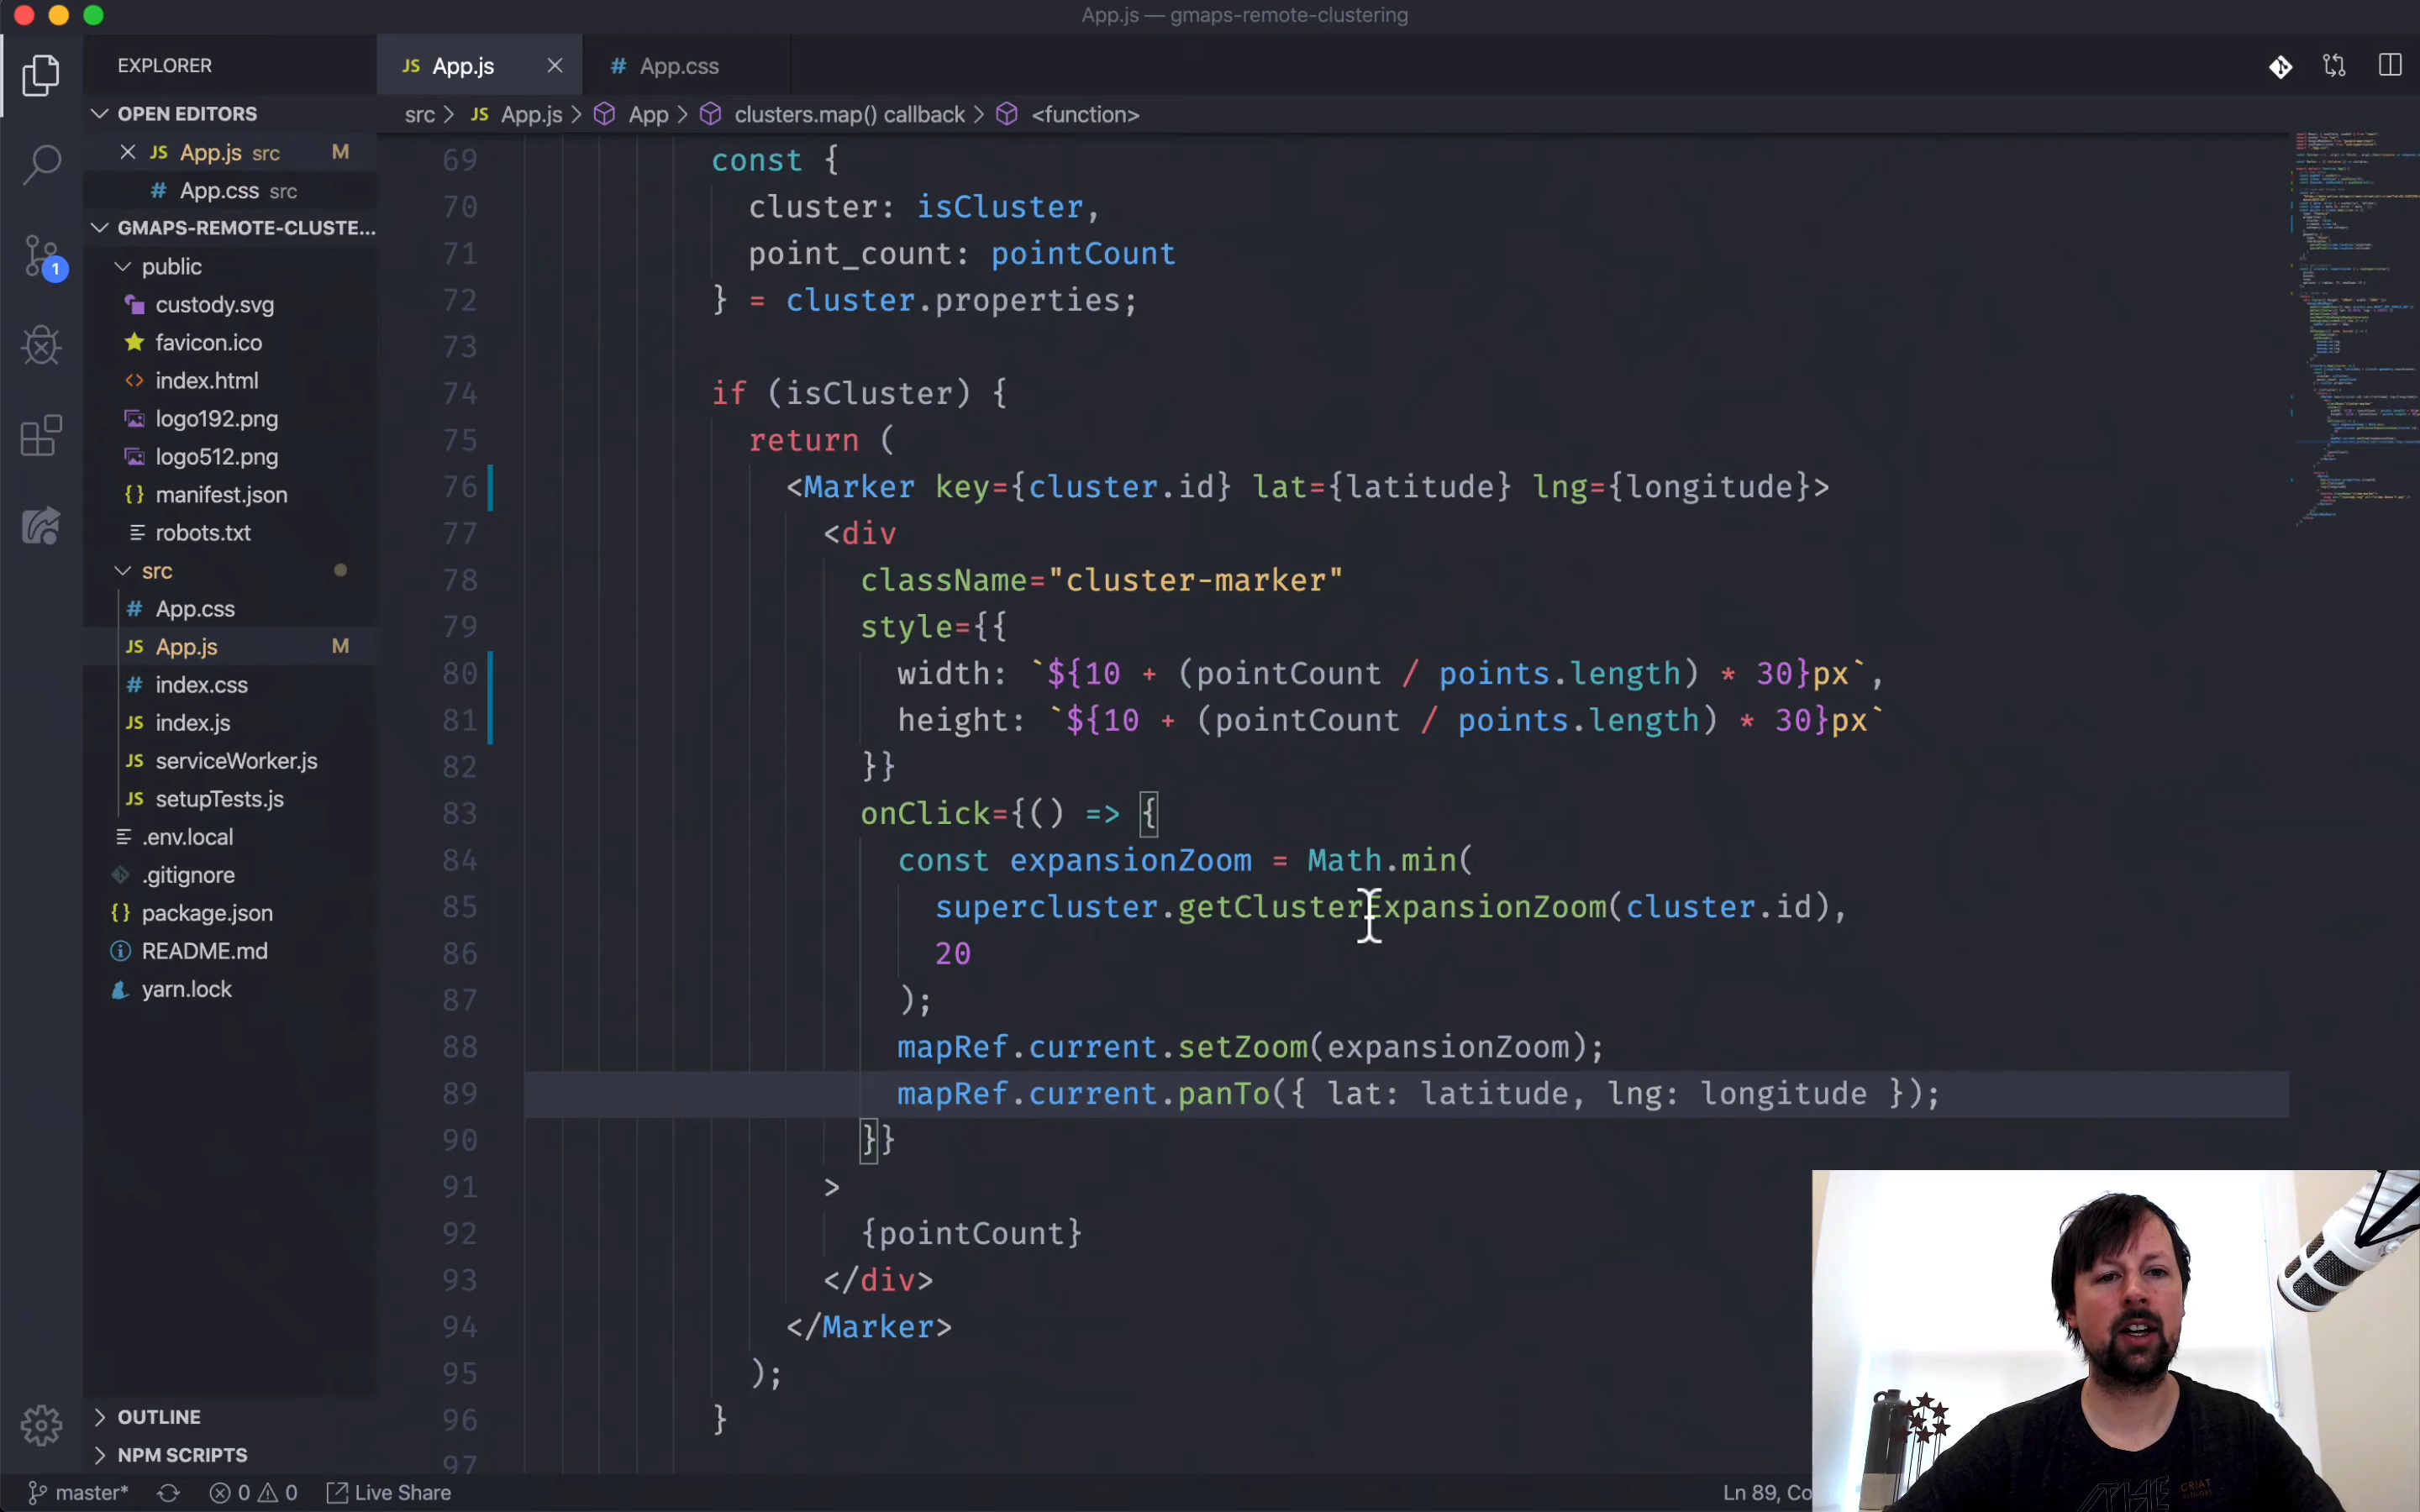 App.js — gmaps-remote-clustering
EXPLORER
OPEN EDITORS
JS App.js src M
# App.css src
GMAPS-REMOTE-CLUSTE...
public
custody.svg
favicon.ico
<> index.html
logo192.png
logo512.png
{} manifest.json
robots.txt
src
# App.css
JS App.js M
# index.css
JS index.js
JS serviceWorker.js
JS setupTests.js
.env.local
.gitignore
{} package.json
README.md
yarn.lock
OUTLINE
NPM SCRIPTS
1
JS App.js
# App.css
src > JS App.js > App > clusters.map() callback > <function>
69 const {
70 cluster: isCluster,
71 point_count: pointCount
72 } = cluster.properties;
73
74 if (isCluster) {
75 return (
76 <Marker key={cluster.id} lat={latitude} lng={longitude}>
77 <div
78 className="cluster-marker"
79 style={{
80 width: `${10 + (pointCount / points.length) * 30}px`,
81 height: `${10 + (pointCount / points.length) * 30}px`
82 }}
83 onClick={() => {
84 const expansionZoom = Math.min(
85 supercluster.getClusterExpansionZoom(cluster.id),
86 20
87 );
88 mapRef.current.setZoom(expansionZoom);
89 mapRef.current.panTo({ lat: latitude, lng: longitude });
90 }}
91 >
92 {pointCount}
93 </div>
94 </Marker>
95 );
96 }
97
master* 0 0 Live Share
Ln 89, Co